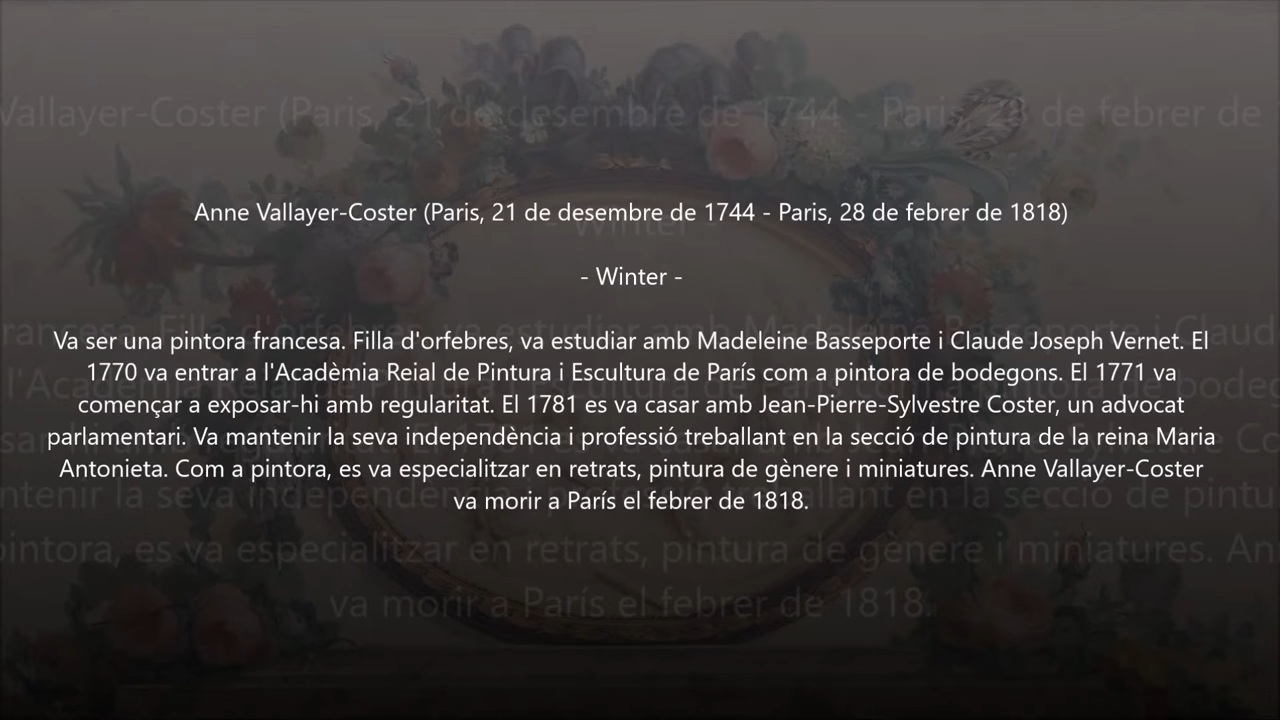 Anne Vallayer-Coster (Paris, 21 de desembre de 1744 - Paris, 28 de febrer de 1818)
- Winter -
Va ser una pintora francesa. Filla d'orfebres, va estudiar amb Madeleine Basseporte i Claude Joseph Vernet. El
1770 va entrar a l'Acadèmia Reial de Pintura i Escultura de París com a pintora de bodegons. El 1771 va
començar a exposar-hi amb regularitat. El 1781 es va casar amb Jean-Pierre-Sylvestre Coster, un advocat
parlamentari. Va mantenir la seva independència i professió treballant en la secció de pintura de la reina Maria
Antonieta. Com a pintora, es va especialitzar en retrats, pintura de gènere i miniatures. Anne Vallayer-Coster
va morir a París el febrer de 1818.